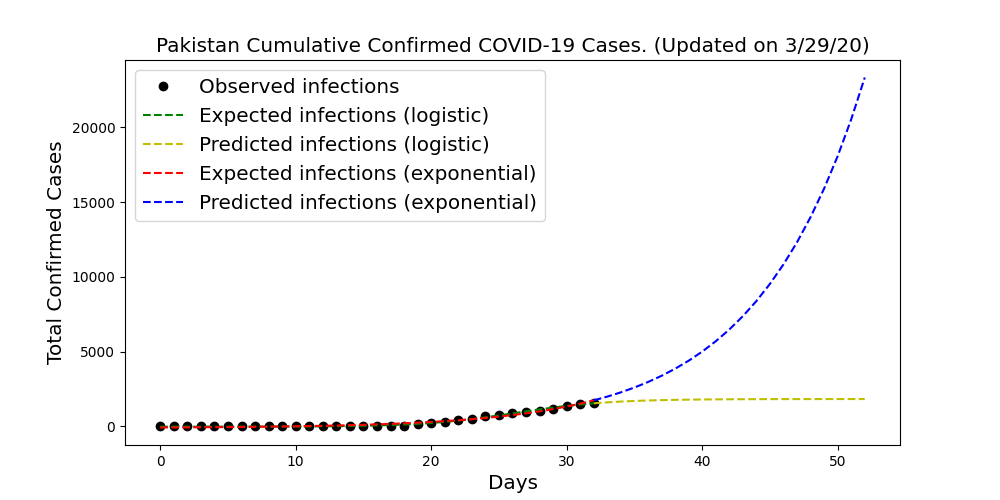 Pakistan Cumulative Confirmed COVID-19 Cases. (Updated on 3/29/20)
Observed infections
Expected infections (logistic)
Predicted infections (logistic)
Expected infections (exponential)
Predicted infections (exponential)
Total Confirmed Cases
20000
15000
10000
5000
0
0 10 20 30 40 50
Days